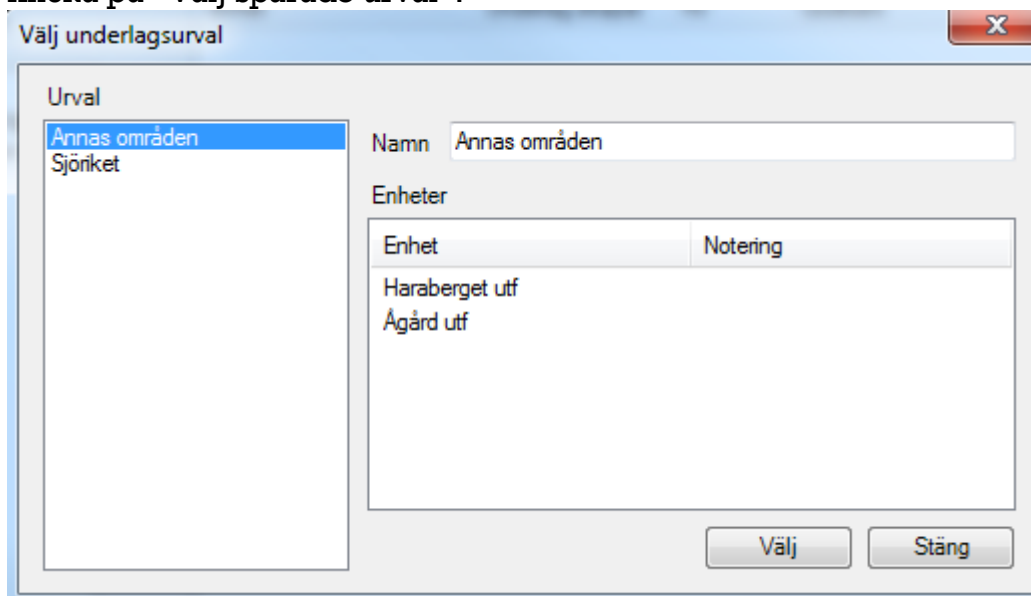 Välj underlagsurval
Urval
Annas områden
Sjöriket
Namn Annas områden
Enheter
Enhet Notering
Haraberget utf
Ågård utf
Välj Stäng